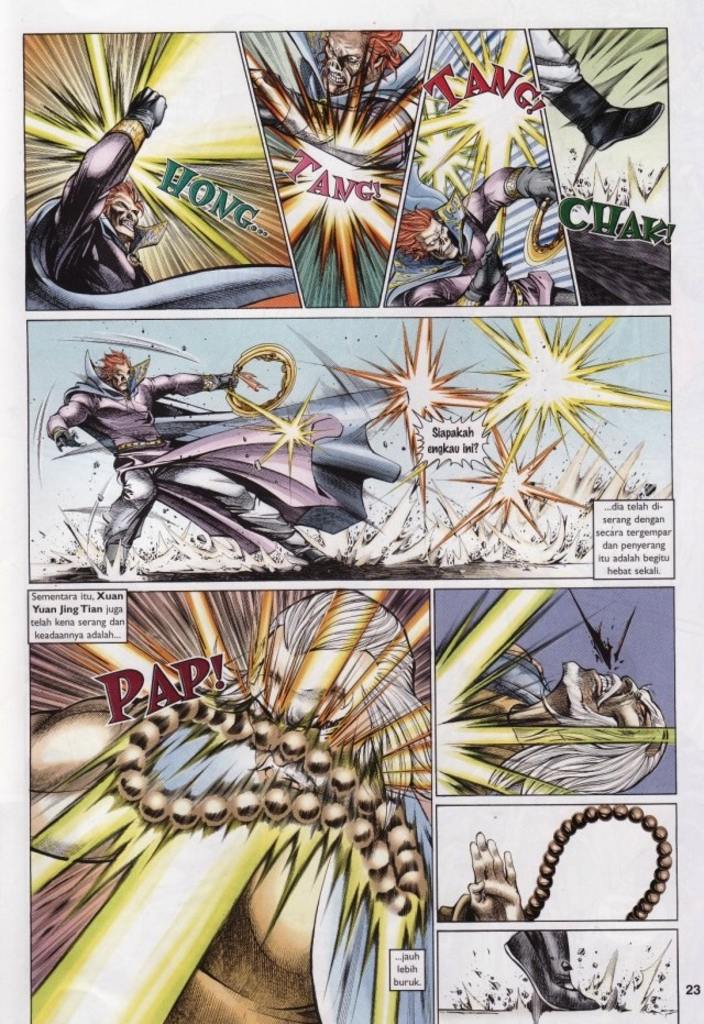 HONG...
TANG!
TANG!
CHAK!
Siapakah
engkau ini?
...dia telah di-
serang dengan
secara tergempar
dan penyerang
itu adalah begitu
hebat sekali.
Sementara itu, Xuan
Yuan Jing Tian juga
telah kena serang dan
keadaannya adalah...
PAP!
...jauh
lebih
buruk.
23